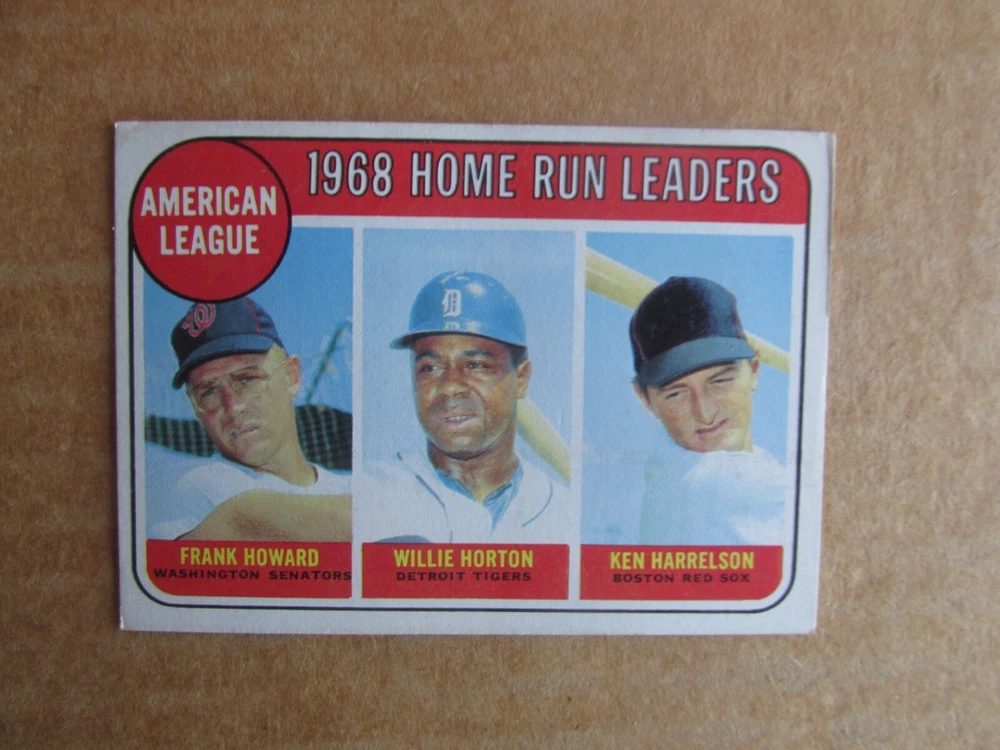 AMERICAN
LEAGUE
1968 HOME RUN LEADERS
W
D
FRANK HOWARD
WASHINGTON SENATORS
WILLIE HORTON
DETROIT TIGERS
KEN HARRELSON
BOSTON RED SOX